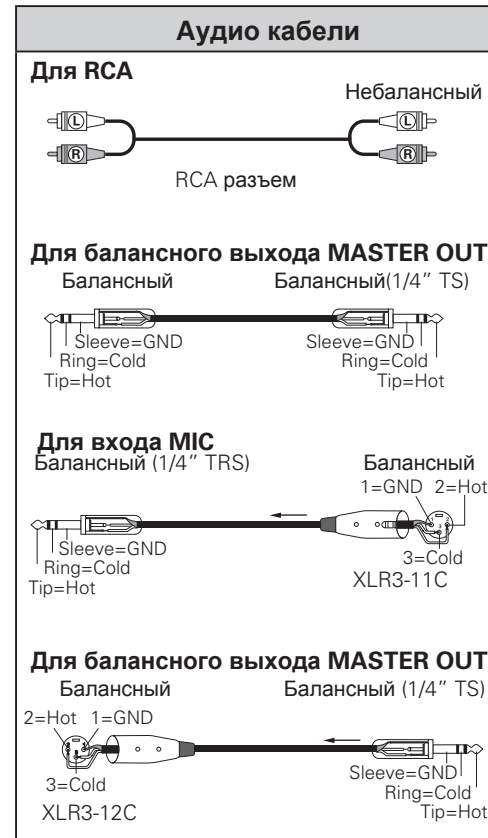 Аудио кабели
Для RCA
Небалансный
L L
R R
RCA разъем
Для балансного выхода MASTER OUT
Балансный Балансный(1/4” TS)
Sleeve=GND Sleeve=GND
Ring=Cold Ring=Cold
Tip=Hot Tip=Hot
Для входа MIC
Балансный (1/4” TRS) Балансный
1=GND 2=Hot
Sleeve=GND
Ring=Cold
Tip=Hot
3=Cold
XLR3-11C
Для балансного выхода MASTER OUT
Балансный Балансный (1/4” TS)
2=Hot 1=GND
3=Cold
XLR3-12C
Sleeve=GND
Ring=Cold
Tip=Hot